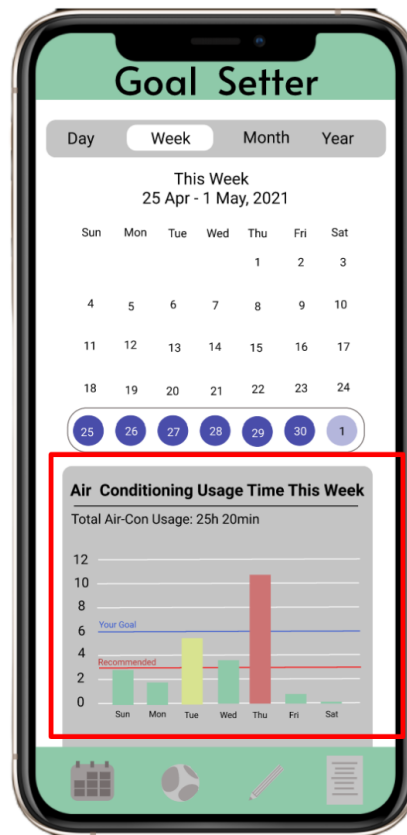 Goal Setter
Day Week Month Year
This Week
25 Apr - 1 May, 2021
Sun Mon Tue Wed Thu Fri Sat
1 2 3
4 5 6 7 8 9 10
11 12 13 14 15 16 17
18 19 20 21 22 23 24
25 26 27 28 29 30 1
Air Conditioning Usage Time This Week
Total Air-Con Usage: 25h 20min
12
10
8
Your Goal
6
4
Recommended
2
0
Sun Mon Tue Wed Thu Fri Sat